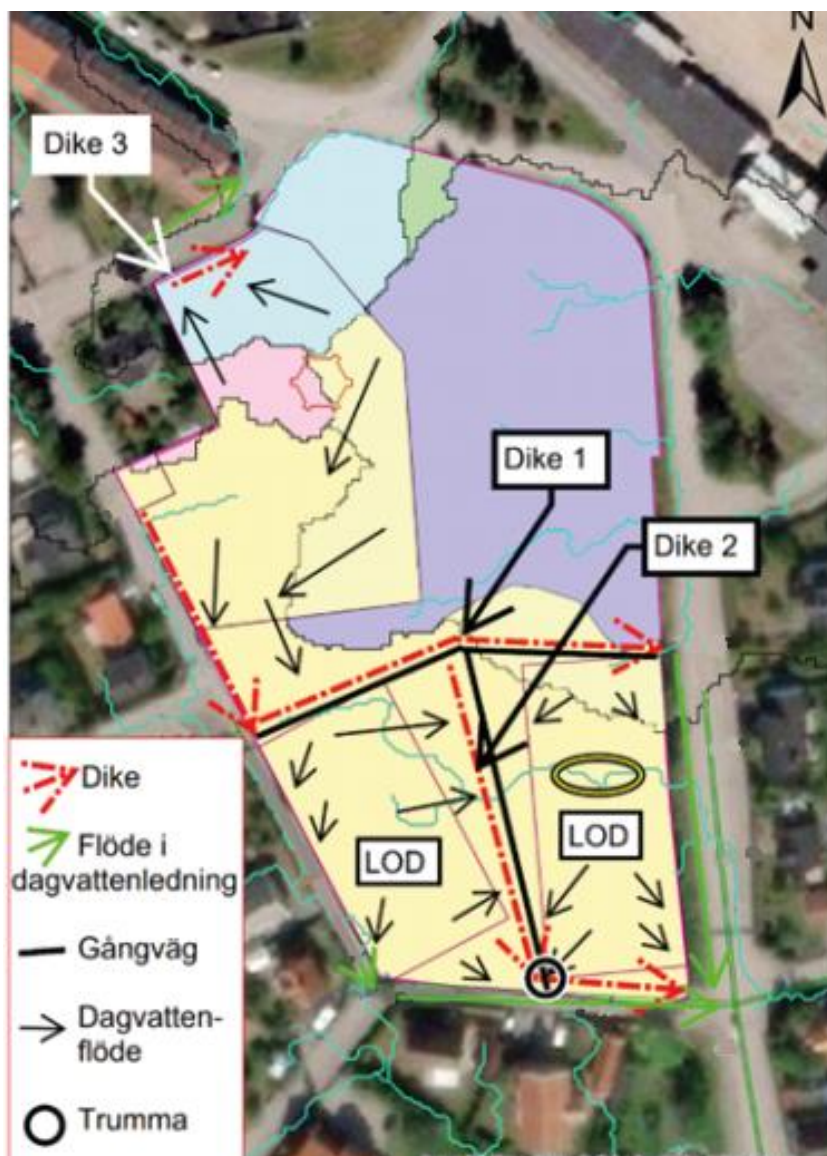 N
Dike 3
Dike 1
Dike 2
LOD
LOD
Dike
Flöde i
dagvattenledning
Gångväg
Dagvatten-
flöde
Trumma